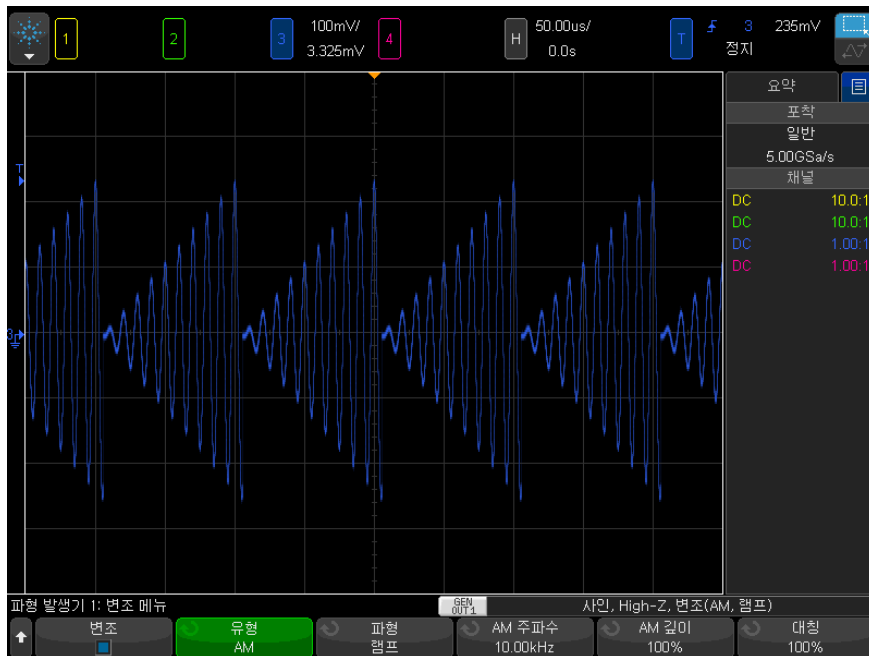 1
2
3
100mV/
3.325mV
4
H
50.00us/
0.0s
T
3
235mV
정지
요약
포착
일반
5.00GSa/s
채널
DC 10.0:1
DC 10.0:1
DC 1.00:1
DC 1.00:1
T
3
파형 발생기 1: 변조 메뉴
GEN OUT1
사인, High-Z, 변조(AM, 램프)
변조
유형
AM
파형
램프
AM 주파수
10.00kHz
AM 깊이
100%
대칭
100%